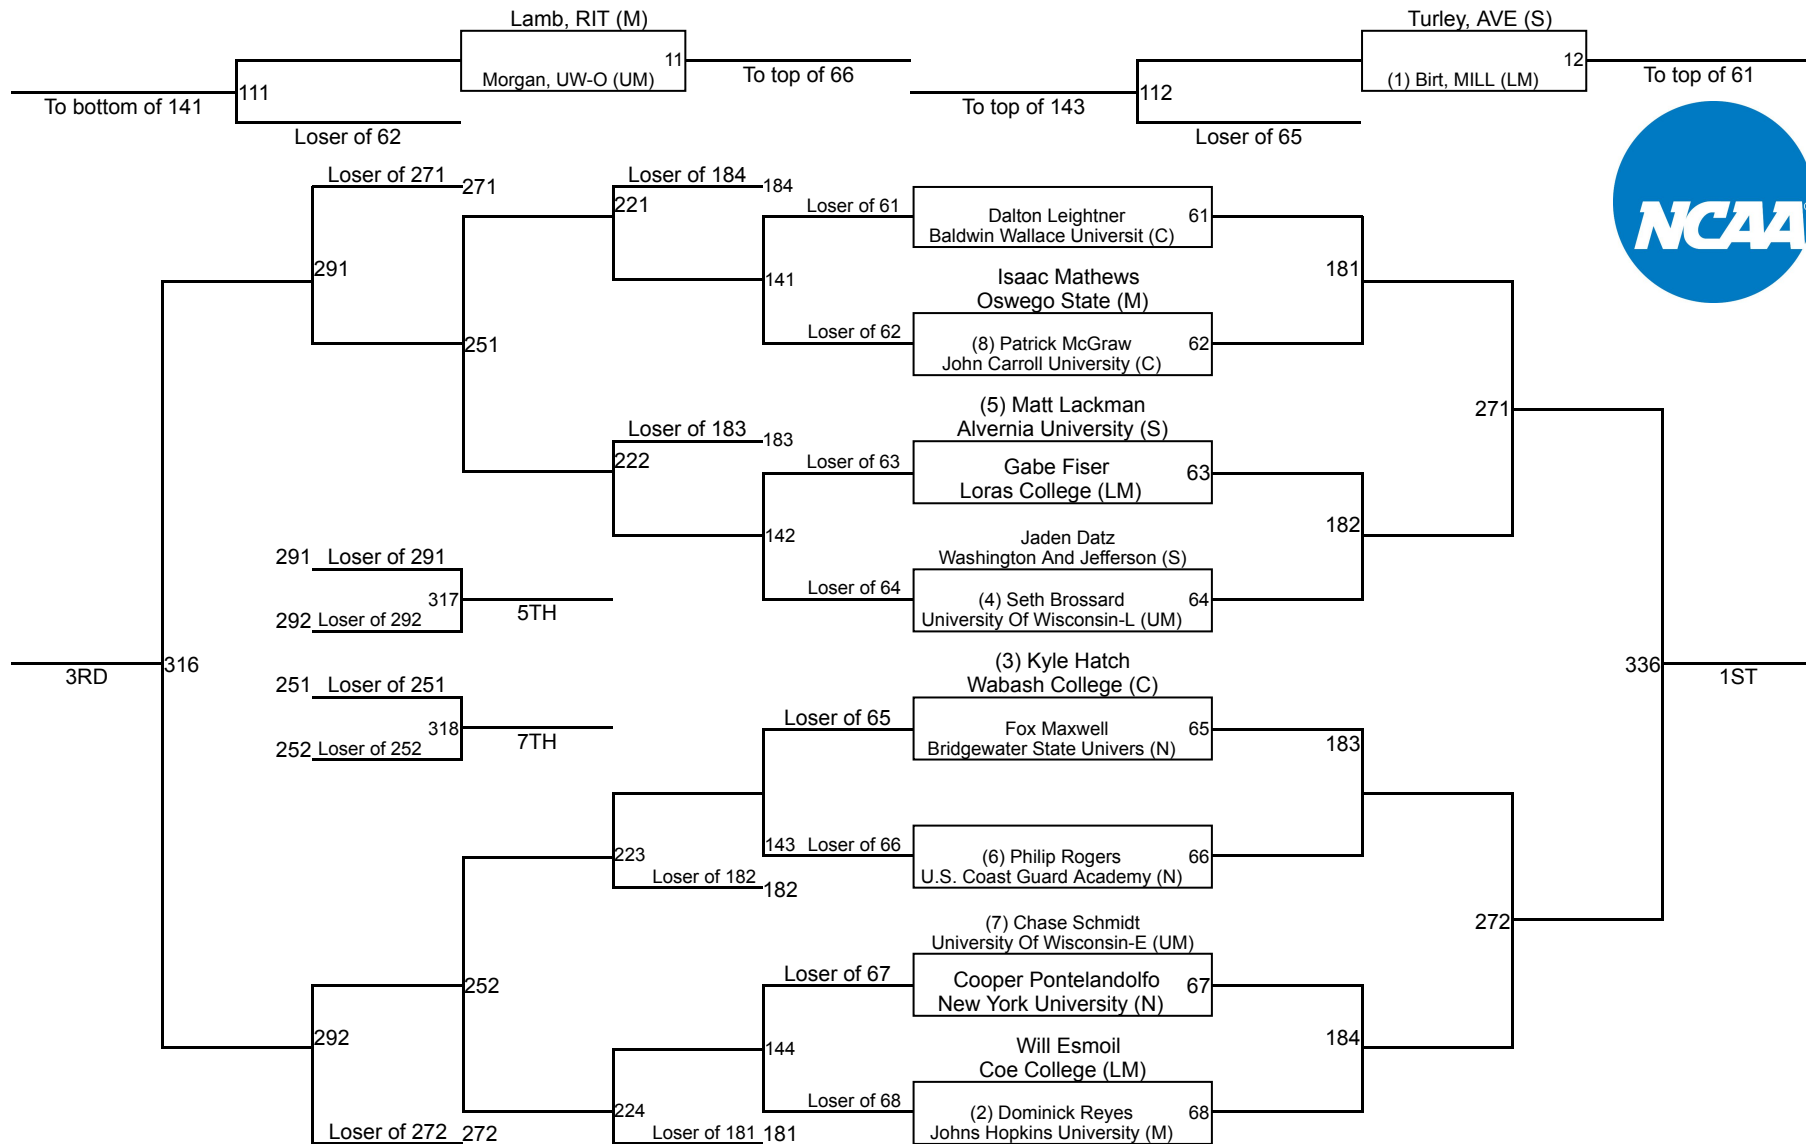 Lamb, RIT (M)
11
Morgan, UW-O (UM)
To top of 66
111
To bottom of 141
Loser of 62
Turley, AVE (S)
12
(1) Birt, MILL (LM)
To top of 61
112
To top of 143
Loser of 65
NCAA
Loser of 271
271
Loser of 184
184
221
Loser of 61
Dalton Leightner
61
Baldwin Wallace Universit (C)
291
141
181
Isaac Mathews
Oswego State (M)
Loser of 62
(8) Patrick McGraw
62
John Carroll University (C)
251
(5) Matt Lackman
Alvernia University (S)
271
Loser of 183
183
222
Loser of 63
Gabe Fiser
63
Loras College (LM)
142
182
Jaden Datz
Washington And Jefferson (S)
291
Loser of 291
317
5TH
292
Loser of 292
Loser of 64
(4) Seth Brossard
64
University Of Wisconsin-L (UM)
3RD
316
336
1ST
(3) Kyle Hatch
Wabash College (C)
251
Loser of 251
318
7TH
252
Loser of 252
Loser of 65
Fox Maxwell
65
Bridgewater State Univers (N)
183
223
143
Loser of 66
(6) Philip Rogers
66
U.S. Coast Guard Academy (N)
Loser of 182
182
(7) Chase Schmidt
University Of Wisconsin-E (UM)
272
252
Loser of 67
Cooper Pontelandolfo
67
New York University (N)
292
144
184
Will Esmoil
Coe College (LM)
224
Loser of 68
(2) Dominick Reyes
68
Johns Hopkins University (M)
Loser of 272
272
Loser of 181
181